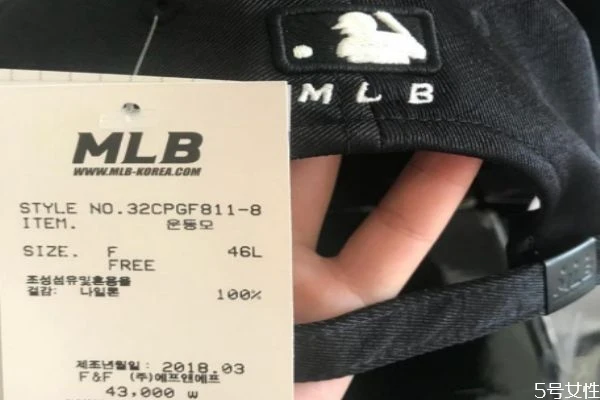 MLB
MLB
WWW.MLB-KOREA.COM
STYLE NO.32CPGF811-8
ITEM. 운동모
SIZE. F 46L
FREE
조성섬유및혼용율
겉감: 나일론 100%
제조년월일: 2018.03
F&F (주)에프앤에프
43,000 W
MLB
5号女性